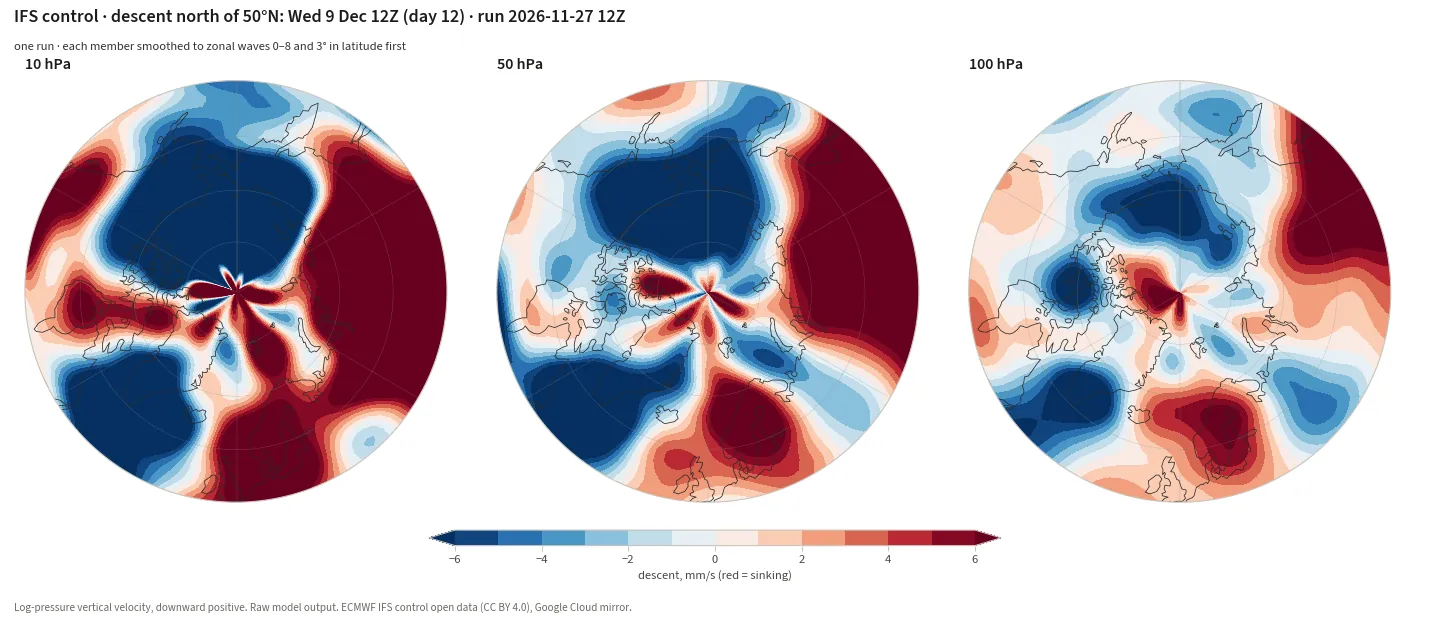 IFS control · descent north of 50°N: Wed 9 Dec 12Z (day 12) · run 2026-11-27 12Z
one run · each member smoothed to zonal waves 0–8 and 3° in latitude first
10 hPa
50 hPa
100 hPa
−6 −4 −2 0 2 4 6
descent, mm/s (red = sinking)
Log-pressure vertical velocity, downward positive. Raw model output. ECMWF IFS control open data (CC BY 4.0), Google Cloud mirror.